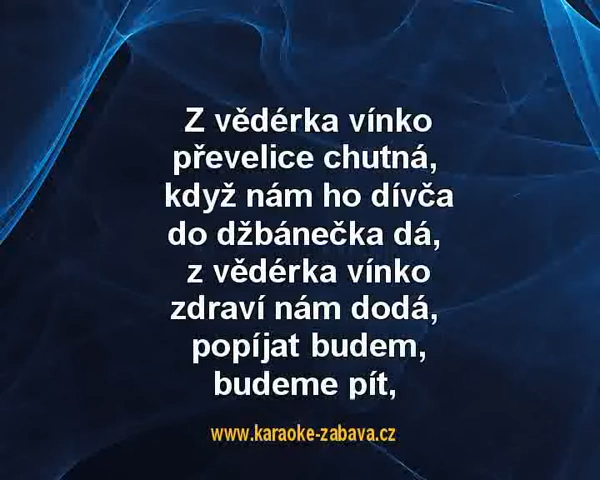 Z vědérka vínko
převelice chutná,
když nám ho dívča
do džbánečka dá,
z vědérka vínko
zdraví nám dodá,
popíjat budem,
budeme pít,
www.karaoke-zabava.cz